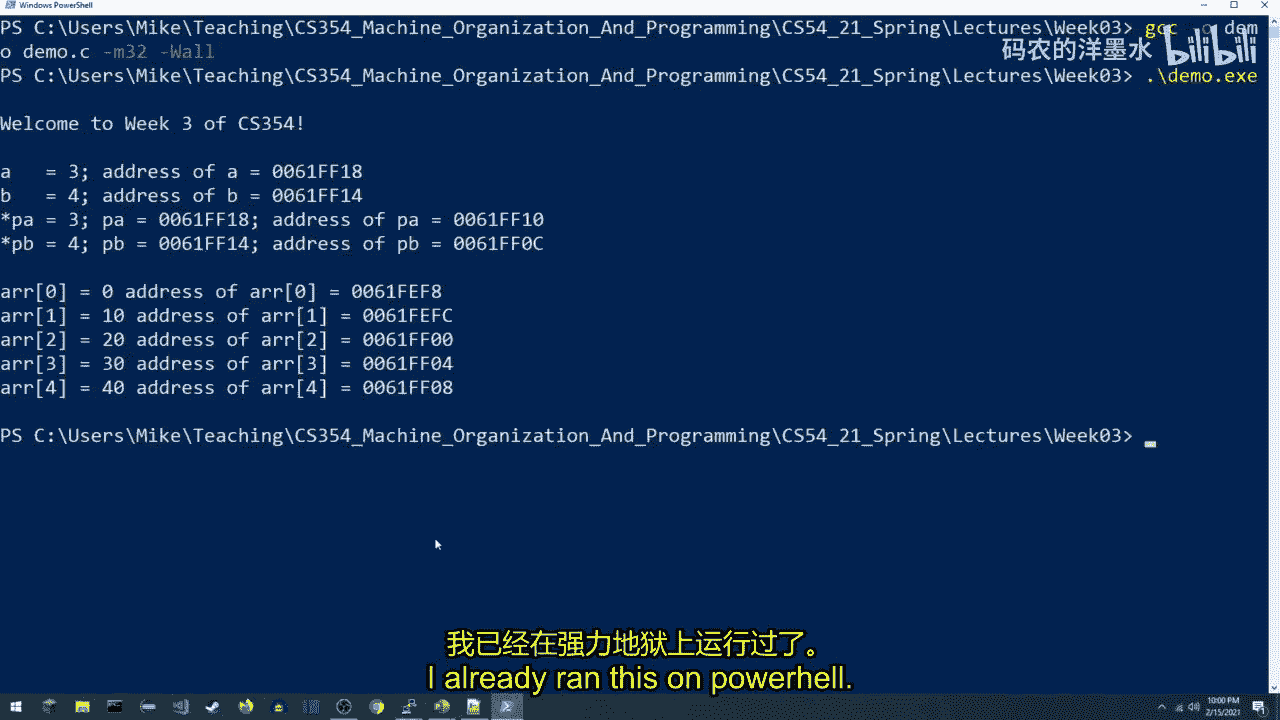 Windows PowerShell
PS C:\Users\Mike\Teaching\CS354_Machine_Organization_And_Programming\CS54_21_Spring\Lectures\Week03> gcc -o dem
o demo.c -m32 -Wall
码农的洋墨水 bilibili
PS C:\Users\Mike\Teaching\CS354_Machine_Organization_And_Programming\CS54_21_Spring\Lectures\Week03> .\demo.exe
Welcome to Week 3 of CS354!
a   = 3; address of a = 0061FF18
b   = 4; address of b = 0061FF14
*pa = 3; pa = 0061FF18; address of pa = 0061FF10
*pb = 4; pb = 0061FF14; address of pb = 0061FF0C
arr[0] = 0 address of arr[0] = 0061FEF8
arr[1] = 10 address of arr[1] = 0061FEFC
arr[2] = 20 address of arr[2] = 0061FF00
arr[3] = 30 address of arr[3] = 0061FF04
arr[4] = 40 address of arr[4] = 0061FF08
PS C:\Users\Mike\Teaching\CS354_Machine_Organization_And_Programming\CS54_21_Spring\Lectures\Week03>
我已经在强力地狱上运行过了。
I already ran this on powerhell.
10:00 PM
2/15/2021